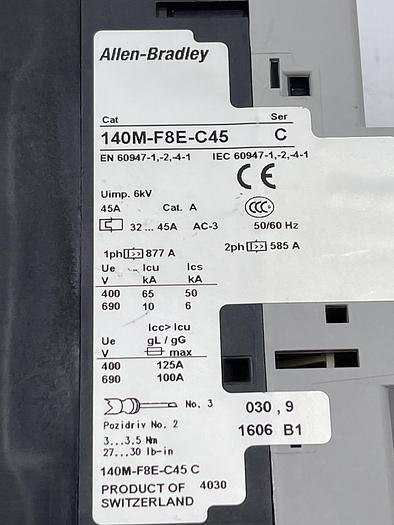 Allen-Bradley
Cat Ser
140M-F8E-C45 C
EN 60947-1,-2,-4-1 IEC 60947-1,-2,-4-1
CE
Uimp. 6kV
45A Cat. A CCC
32 ... 45A AC-3 50/60 Hz
1ph 877 A 2ph 585 A
Ue Icu Ics
V kA kA
400 65 50
690 10 6
Icc> Icu
Ue gL / gG
V max
400 125A
690 100A
No. 3
Pozidriv No. 2
3...3.5 Nm
27...30 lb-in
030 , 9
1606 B1
140M-F8E-C45 C
PRODUCT OF 4030
SWITZERLAND